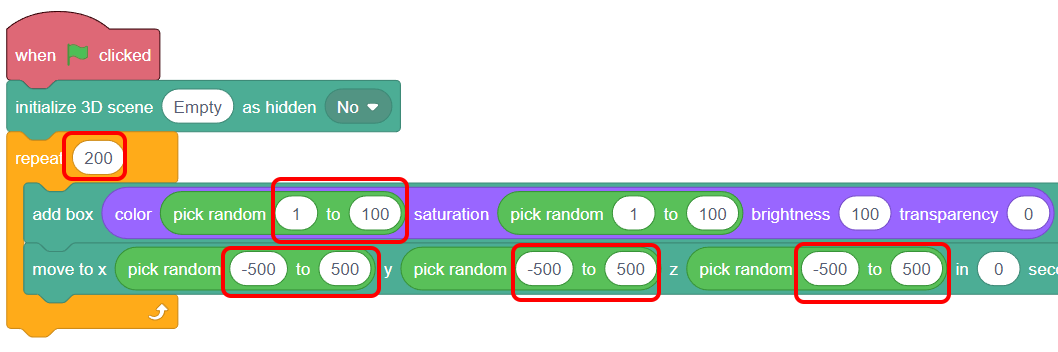 when clicked
initialize 3D scene Empty as hidden No
repeat 200
add box color pick random 1 to 100 saturation pick random 1 to 100 brightness 100 transparency 0
move to x pick random -500 to 500 y pick random -500 to 500 z pick random -500 to 500 in 0